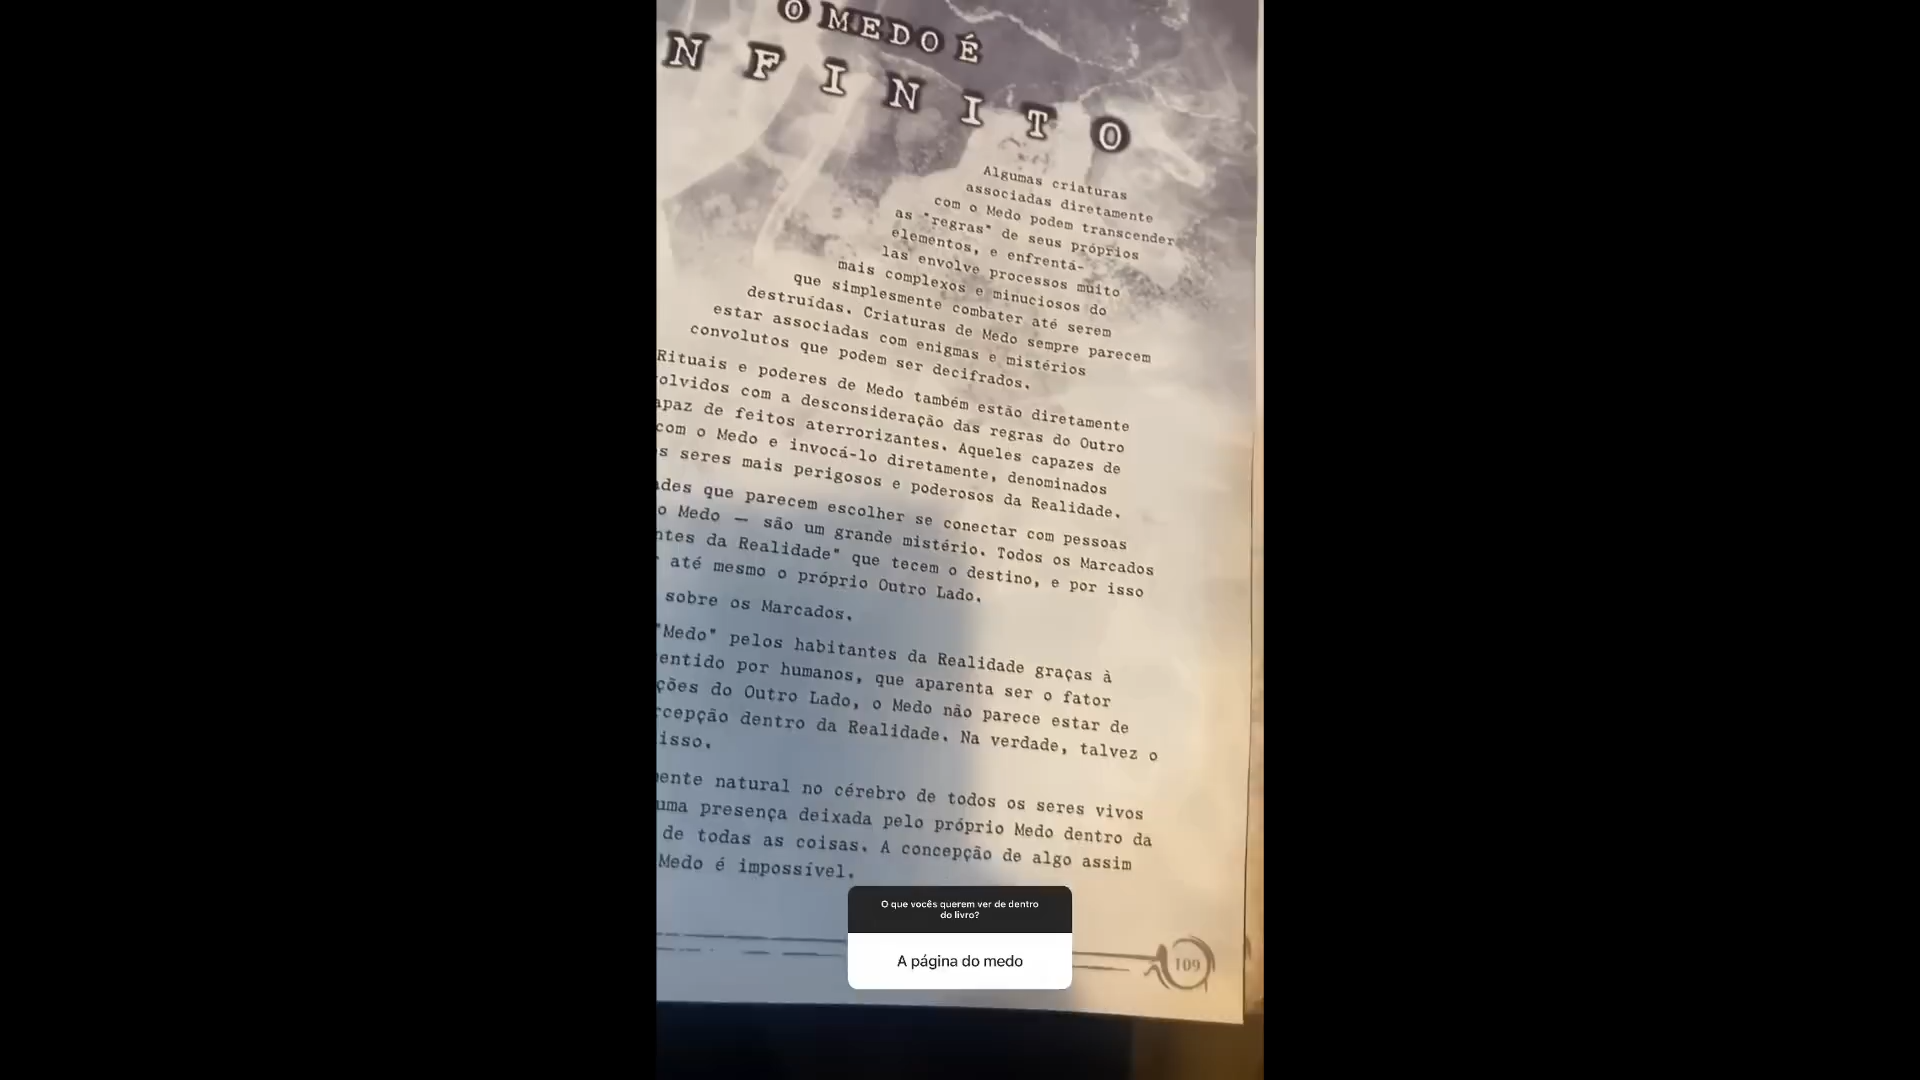 O MEDO É
NFINITO
Algumas criaturas
associadas diretamente
com o Medo podem transcender
as "regras" de seus próprios
elementos, e enfrentá-
las envolve processos muito
mais complexos e minuciosos do
que simplesmente combater até serem
destruídas. Criaturas de Medo sempre parecem
estar associadas com enigmas e mistérios
convolutos que podem ser decifrados.
Rituais e poderes de Medo também estão diretamente
olvidos com a desconsideração das regras do Outro
apaz de feitos aterrorizantes. Aqueles capazes de
com o Medo e invocá-lo diretamente, denominados
s seres mais perigosos e poderosos da Realidade.
ades que parecem escolher se conectar com pessoas
o Medo — são um grande mistério. Todos os Marcados
ntes da Realidade" que tecem o destino, e por isso
até mesmo o próprio Outro Lado.
sobre os Marcados.
"Medo" pelos habitantes da Realidade graças à
entido por humanos, que aparenta ser o fator
ções do Outro Lado, o Medo não parece estar de
rcepção dentro da Realidade. Na verdade, talvez o
isso.
mente natural no cérebro de todos os seres vivos
uma presença deixada pelo próprio Medo dentro da
de todas as coisas. A concepção de algo assim
Medo é impossível.
O que vocês querem ver de dentro
do livro?
A página do medo
109